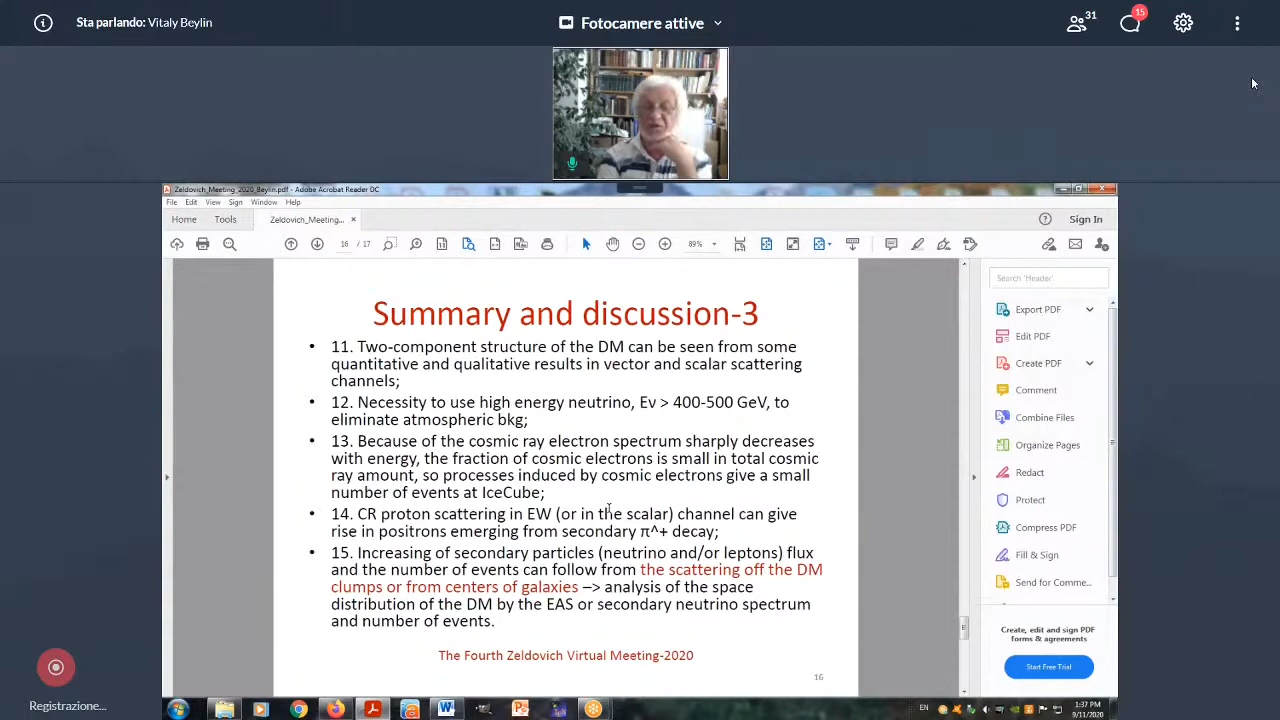 Sta parlando: Vitaly Beylin
Fotocamere attive
31
15
Zeldovich_Meeting_2020_Beylin.pdf - Adobe Acrobat Reader DC
File Edit View Sign Window Help
Home Tools Zeldovich_Meeting... × Sign In
16 / 17 89%
Summary and discussion-3
• 11. Two-component structure of the DM can be seen from some
quantitative and qualitative results in vector and scalar scattering
channels;
• 12. Necessity to use high energy neutrino, Eν > 400-500 GeV, to
eliminate atmospheric bkg;
• 13. Because of the cosmic ray electron spectrum sharply decreases
with energy, the fraction of cosmic electrons is small in total cosmic
ray amount, so processes induced by cosmic electrons give a small
number of events at IceCube;
• 14. CR proton scattering in EW (or in the scalar) channel can give
rise in positrons emerging from secondary π^+ decay;
• 15. Increasing of secondary particles (neutrino and/or leptons) flux
and the number of events can follow from the scattering off the DM
clumps or from centers of galaxies –> analysis of the space
distribution of the DM by the EAS or secondary neutrino spectrum
and number of events.
The Fourth Zeldovich Virtual Meeting-2020
16
Search 'Header'
Export PDF
Edit PDF
Create PDF
Comment
Combine Files
Organize Pages
Redact
Protect
Compress PDF
Fill & Sign
Send for Comme...
Create, edit and sign PDF
forms & agreements
Start Free Trial
Registrazione...
EN
1:37 PM
9/11/2020